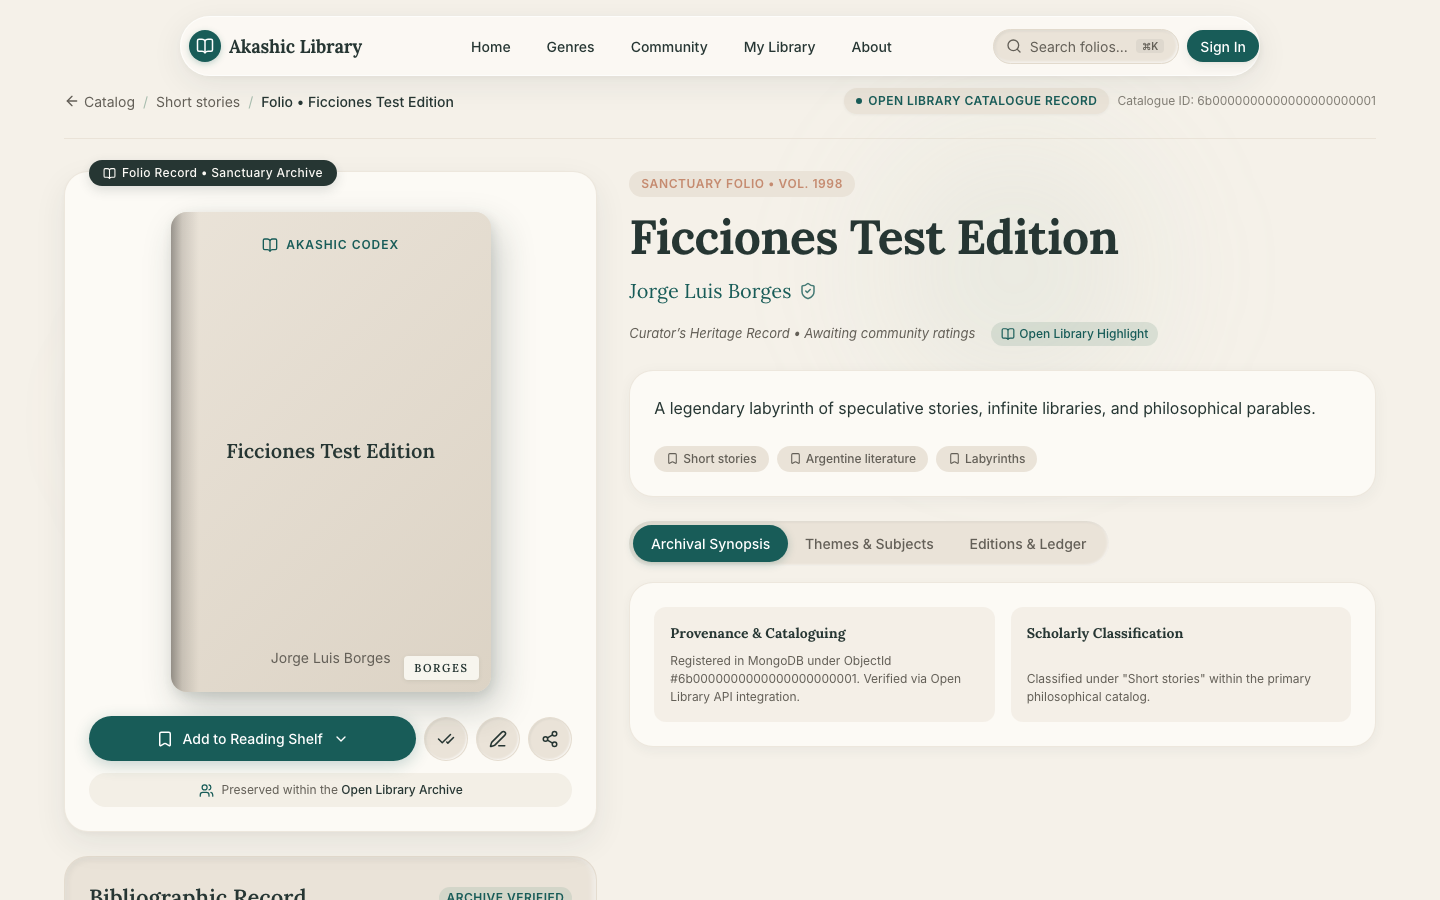 Akashic Library
Home
Genres
Community
My Library
About
Search folios...
⌘K
Sign In
Catalog / Short stories / Folio • Ficciones Test Edition
OPEN LIBRARY CATALOGUE RECORD
Catalogue ID: 6b0000000000000000000001
Folio Record • Sanctuary Archive
AKASHIC CODEX
Ficciones Test Edition
Jorge Luis Borges
BORGES
Add to Reading Shelf
Preserved within the Open Library Archive
Bibliographic Record
ARCHIVE VERIFIED
SANCTUARY FOLIO • VOL. 1998
Ficciones Test Edition
Jorge Luis Borges
Curator's Heritage Record • Awaiting community ratings
Open Library Highlight
A legendary labyrinth of speculative stories, infinite libraries, and philosophical parables.
Short stories
Argentine literature
Labyrinths
Archival Synopsis
Themes & Subjects
Editions & Ledger
Provenance & Cataloguing
Registered in MongoDB under ObjectId
#6b0000000000000000000001. Verified via Open
Library API integration.
Scholarly Classification
Classified under "Short stories" within the primary
philosophical catalog.